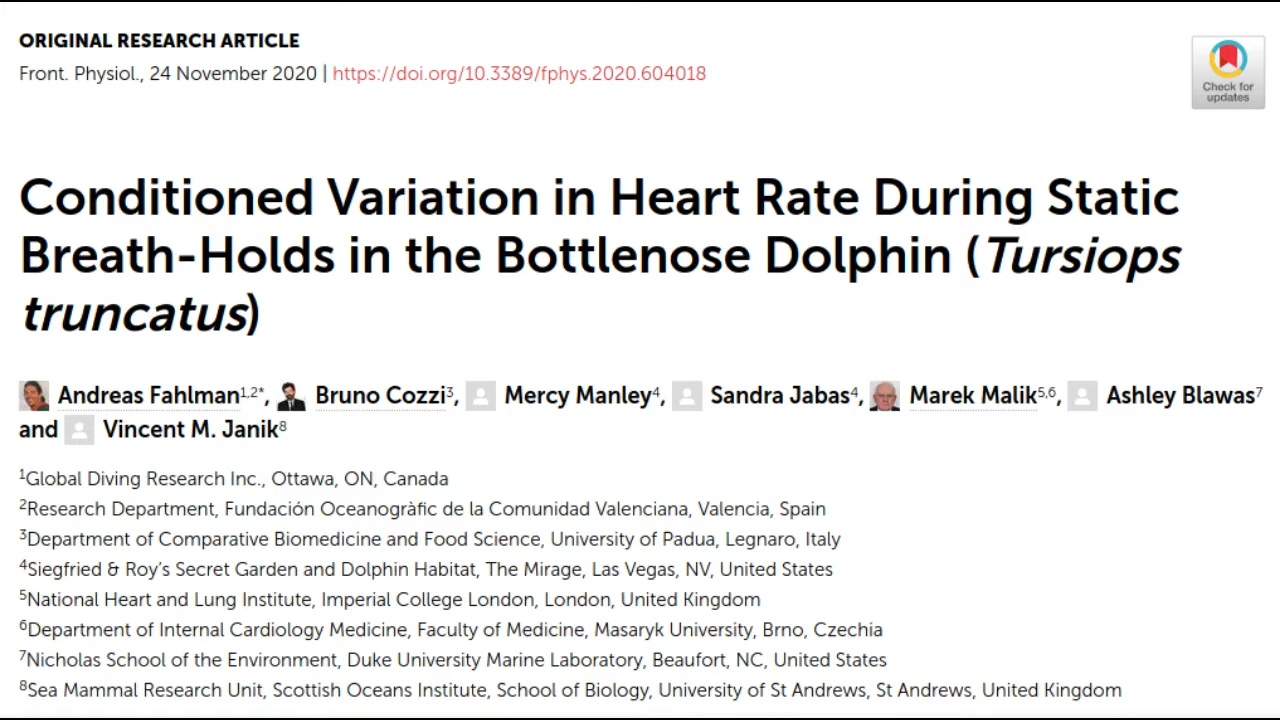 ORIGINAL RESEARCH ARTICLE
Front. Physiol., 24 November 2020 | https://doi.org/10.3389/fphys.2020.604018
Check for
updates
Conditioned Variation in Heart Rate During Static
Breath-Holds in the Bottlenose Dolphin (Tursiops
truncatus)
Andreas Fahlman1,2*, Bruno Cozzi3, Mercy Manley4, Sandra Jabas4, Marek Malik5,6, Ashley Blawas7
and Vincent M. Janik8
1Global Diving Research Inc., Ottawa, ON, Canada
2Research Department, Fundación Oceanogràfic de la Comunidad Valenciana, Valencia, Spain
3Department of Comparative Biomedicine and Food Science, University of Padua, Legnaro, Italy
4Siegfried & Roy’s Secret Garden and Dolphin Habitat, The Mirage, Las Vegas, NV, United States
5National Heart and Lung Institute, Imperial College London, London, United Kingdom
6Department of Internal Cardiology Medicine, Faculty of Medicine, Masaryk University, Brno, Czechia
7Nicholas School of the Environment, Duke University Marine Laboratory, Beaufort, NC, United States
8Sea Mammal Research Unit, Scottish Oceans Institute, School of Biology, University of St Andrews, St Andrews, United Kingdom